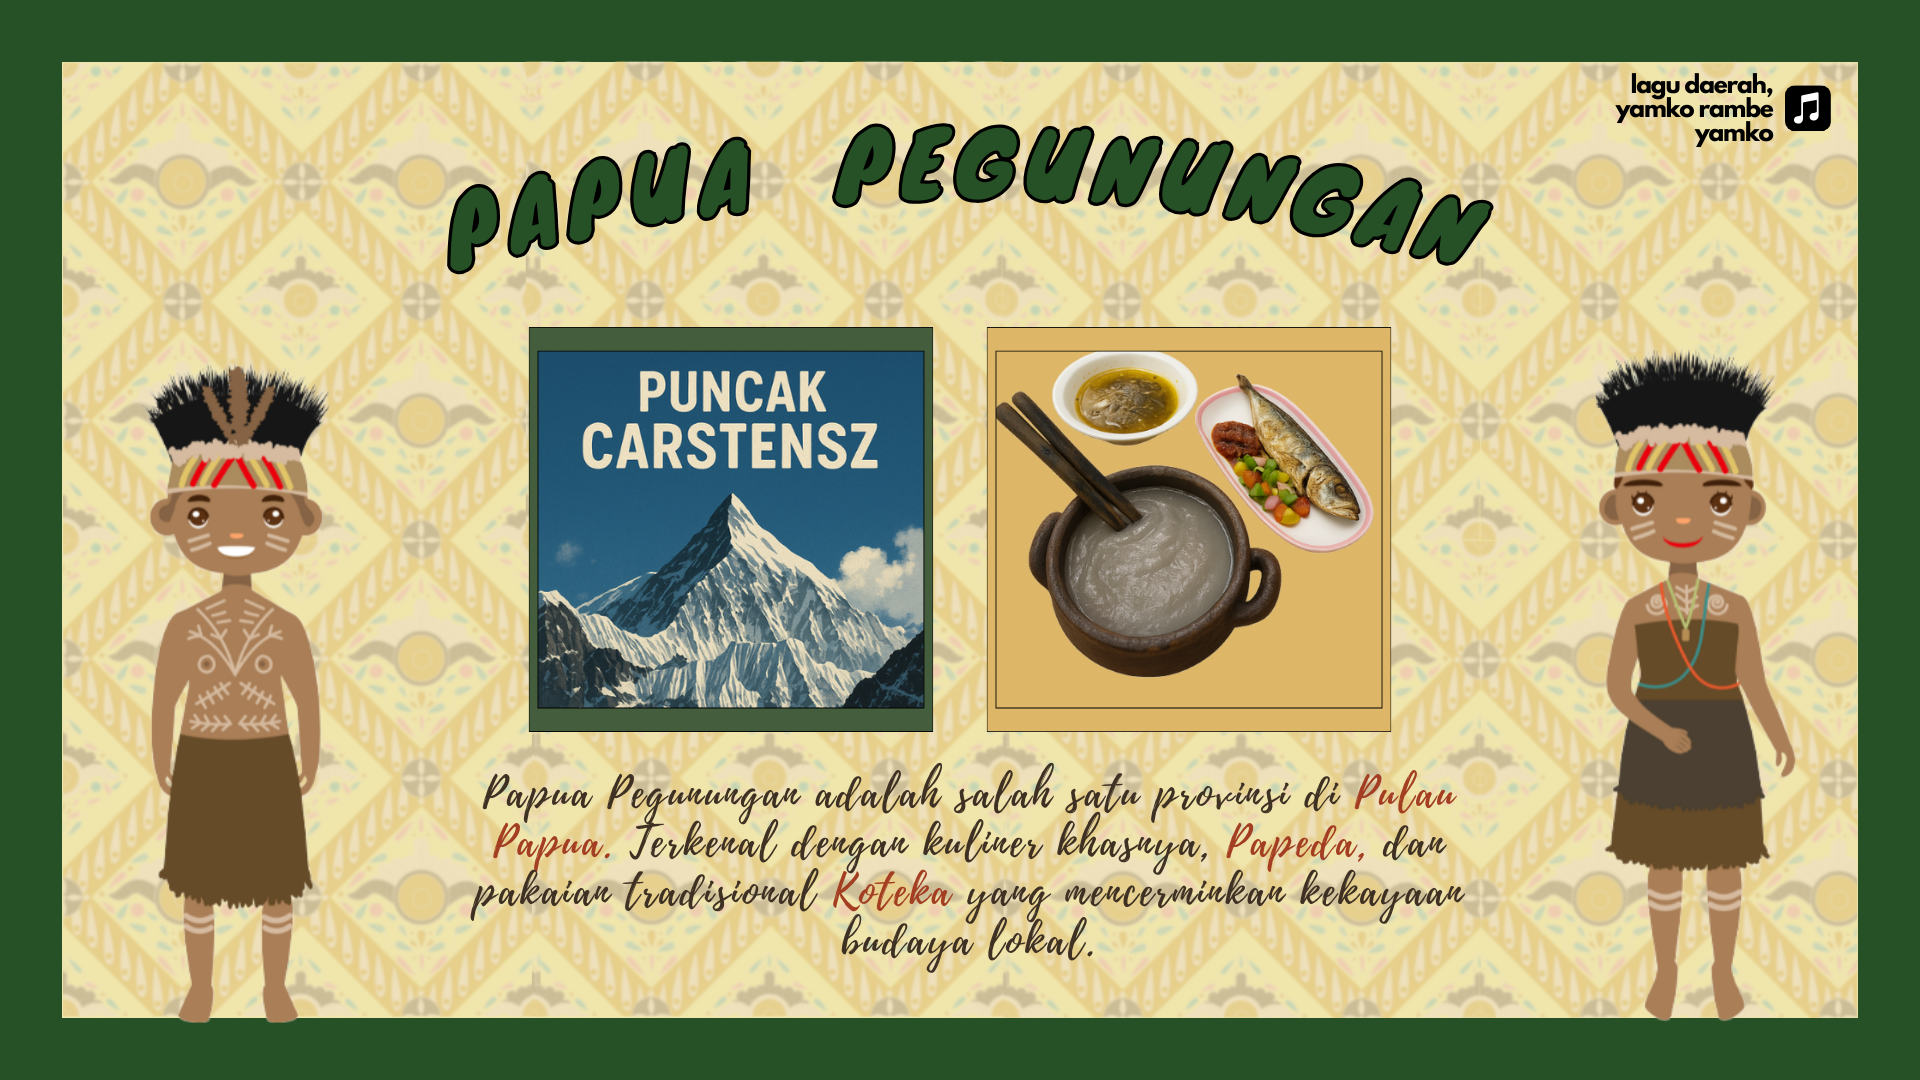 lagu daerah,
yamko rambe
yamko
PAPUA PEGUNUNGAN
PUNCAK
CARSTENSZ
Papua Pegunungan adalah salah satu provinsi di Pulau
Papua. Terkenal dengan kuliner khasnya, Papeda, dan
pakaian tradisional Koteka yang mencerminkan kekayaan
budaya lokal.